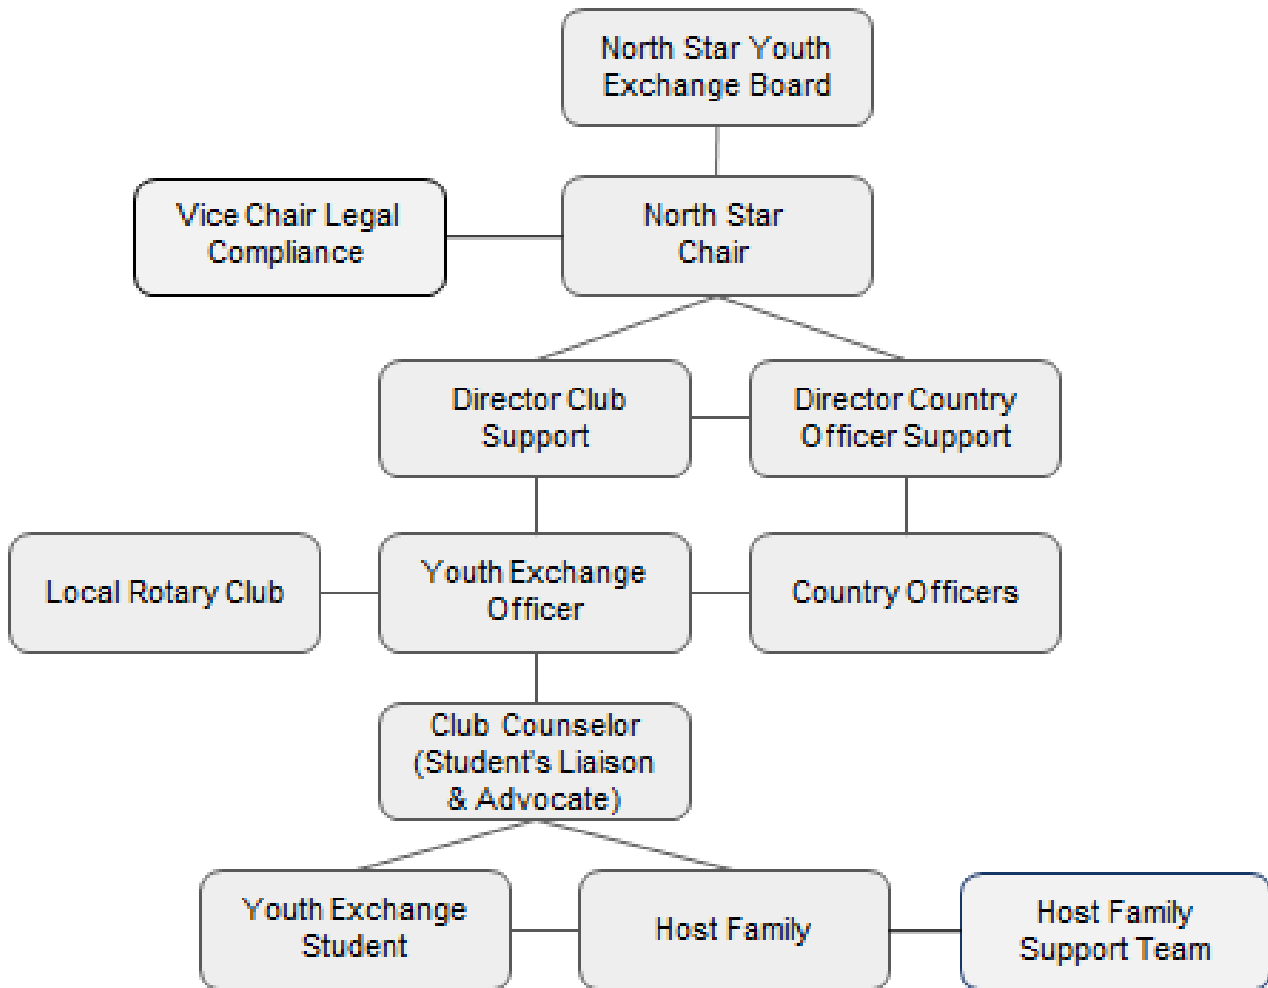 North Star Youth
Exchange Board
Vice Chair Legal
Compliance
North Star
Chair
Director Club
Support
Director Country
Officer Support
Local Rotary Club
Youth Exchange
Officer
Country Officers
Club Counselor
(Student's Liaison
& Advocate)
Youth Exchange
Student
Host Family
Host Family
Support Team